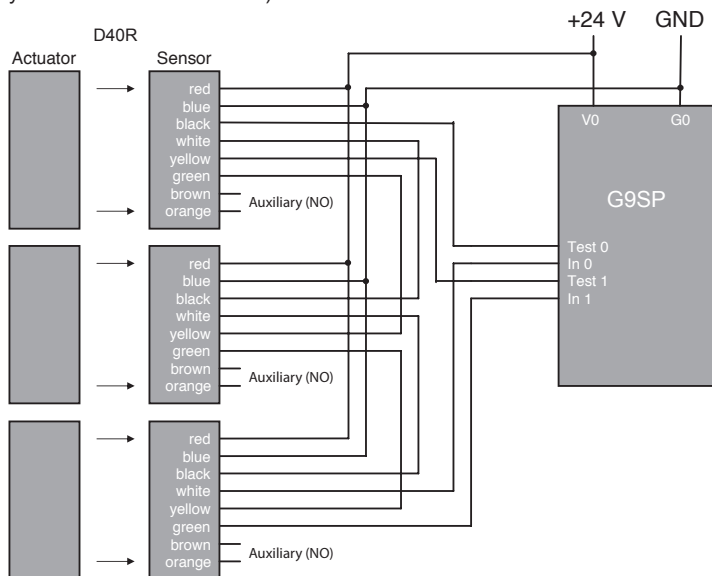 +24 V GND
D40R
Actuator Sensor
V0 G0
G9SP
red
blue
black
white
yellow
green
brown
orange
Auxiliary (NO)
Test 0
In 0
Test 1
In 1
red
blue
black
white
yellow
green
brown
orange
Auxiliary (NO)
red
blue
black
white
yellow
green
brown
orange
Auxiliary (NO)